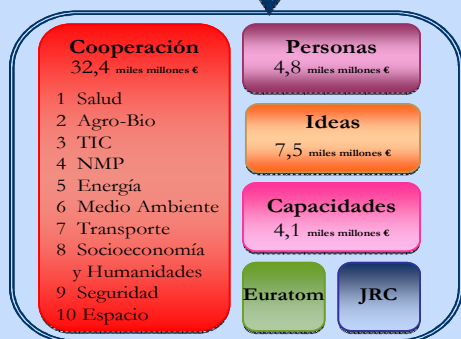 Cooperación
32,4 miles millones €
1 Salud
2 Agro-Bio
3 TIC
4 NMP
5 Energía
6 Medio Ambiente
7 Transporte
8 Socioeconomía
y Humanidades
9 Seguridad
10 Espacio
Personas
4,8 miles millones €
Ideas
7,5 miles millones €
Capacidades
4,1 miles millones €
Euratom
JRC